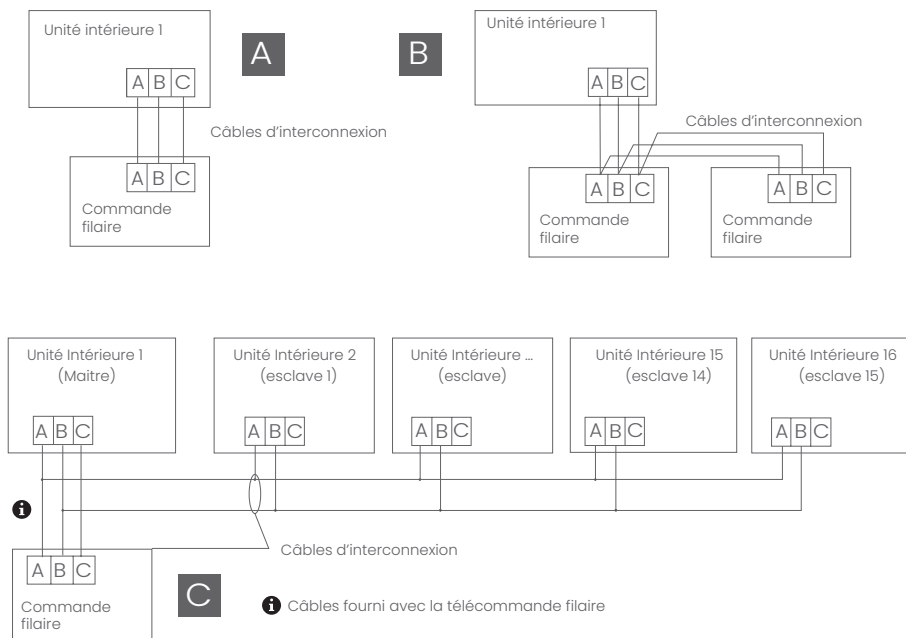 Unité intérieure 1
A B C
Câbles d'interconnexion
A B C
Commande
filaire
A
B
Unité intérieure 1
A B C
Câbles d'interconnexion
A B C
Commande
filaire
A B C
Commande
filaire
Unité Intérieure 1
(Maitre)
A B C
Unité Intérieure 2
(esclave 1)
A B C
Unité Intérieure ...
(esclave)
A B C
Unité Intérieure 15
(esclave 14)
A B C
Unité Intérieure 16
(esclave 15)
A B C
i
Câbles d'interconnexion
A B C
Commande
filaire
C
i Câbles fourni avec la télécommande filaire